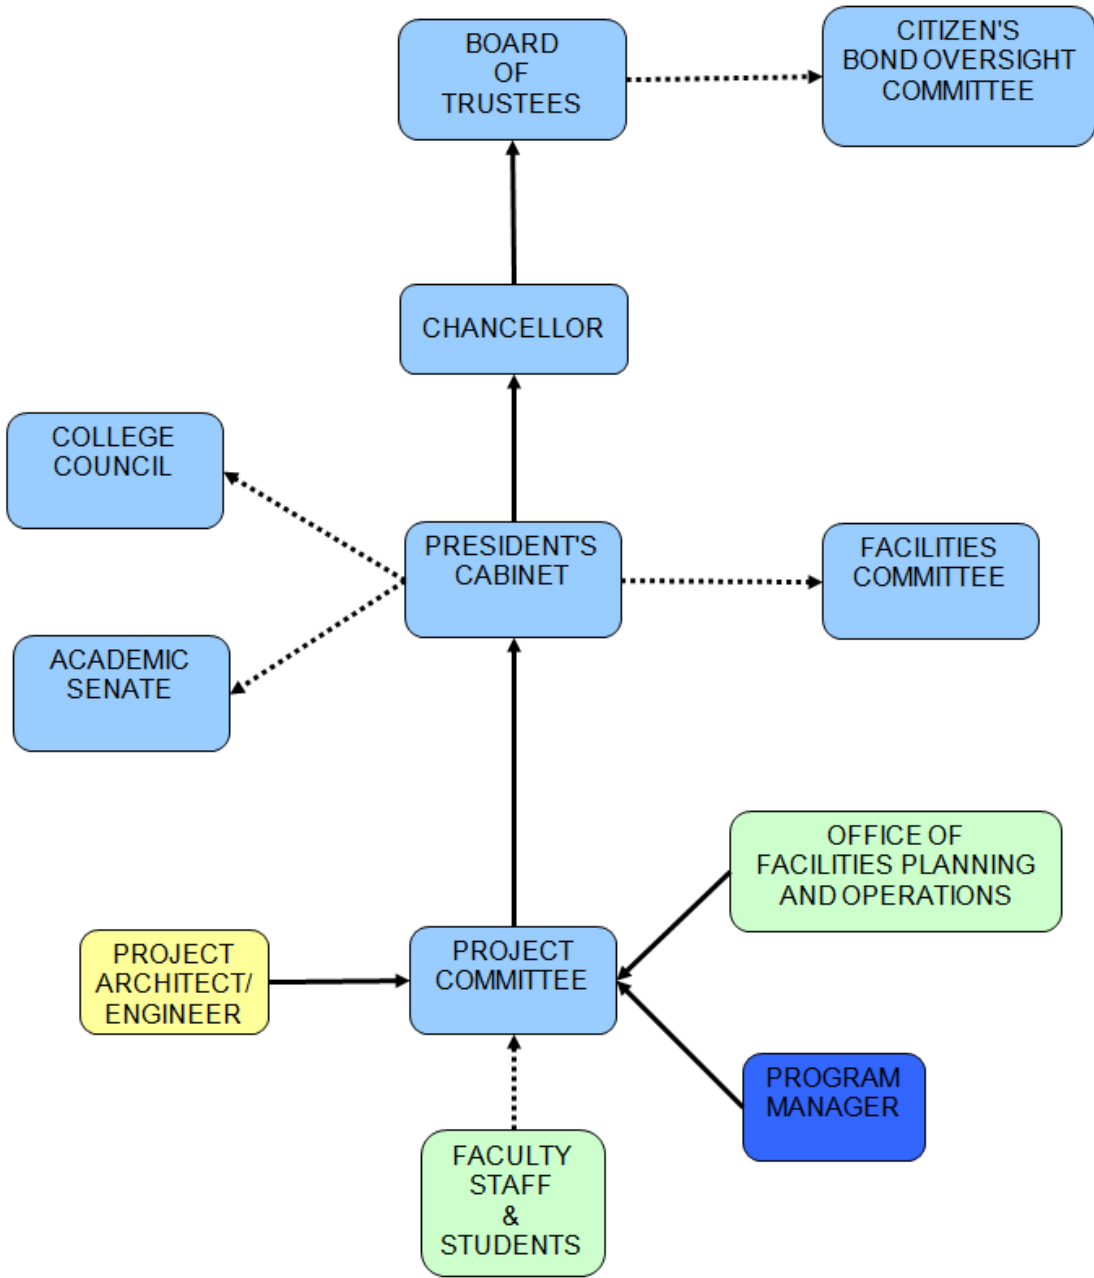 BOARD
OF
TRUSTEES
CITIZEN'S
BOND OVERSIGHT
COMMITTEE
CHANCELLOR
COLLEGE
COUNCIL
PRESIDENT'S
CABINET
FACILITIES
COMMITTEE
ACADEMIC
SENATE
OFFICE OF
FACILITIES PLANNING
AND OPERATIONS
PROJECT
ARCHITECT/
ENGINEER
PROJECT
COMMITTEE
PROGRAM
MANAGER
FACULTY
STAFF
&
STUDENTS